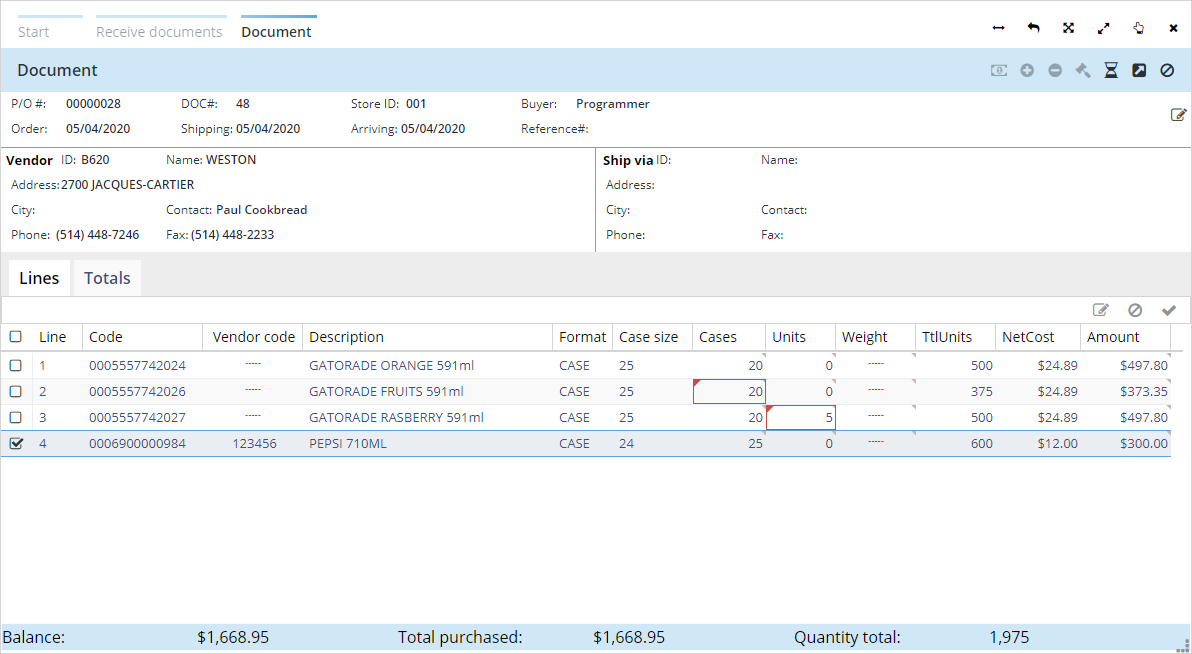 Start Receive documents Document
Document
P/O #: 00000028 DOC#: 48 Store ID: 001 Buyer: Programmer
Order: 05/04/2020 Shipping: 05/04/2020 Arriving: 05/04/2020 Reference#:
Vendor ID: B620 Name: WESTON Ship via ID: Name:
Address: 2700 JACQUES-CARTIER Address:
City: Contact: Paul Cookbread City: Contact:
Phone: (514) 448-7246 Fax: (514) 448-2233 Phone: Fax:
Lines Totals
Line Code Vendor code Description Format Case size Cases Units Weight TtlUnits NetCost Amount
1 0005557742024 ----- GATORADE ORANGE 591ml CASE 25 20 0 ----- 500 $24.89 $497.80
2 0005557742026 ----- GATORADE FRUITS 591ml CASE 25 20 0 ----- 375 $24.89 $373.35
3 0005557742027 ----- GATORADE RASBERRY 591ml CASE 25 20 5 ----- 500 $24.89 $497.80
4 0006900000984 123456 PEPSI 710ML CASE 24 25 0 ----- 600 $12.00 $300.00
Balance: $1,668.95 Total purchased: $1,668.95 Quantity total: 1,975